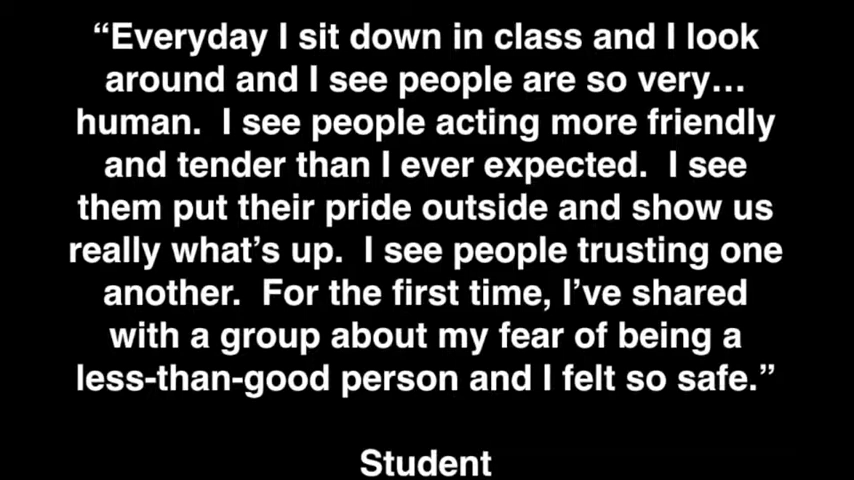 “Everyday I sit down in class and I look
around and I see people are so very…
human.  I see people acting more friendly
and tender than I ever expected.  I see
them put their pride outside and show us
really what’s up.  I see people trusting one
another.  For the first time, I’ve shared
with a group about my fear of being a
less-than-good person and I felt so safe.”
Student